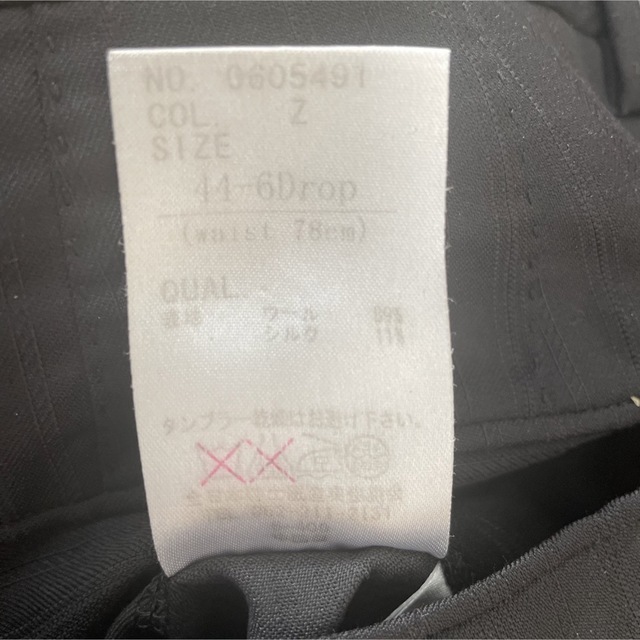 NO. 0605491
COL. Z
SIZE
44-6Drop
(waist 78cm)
QUAL.
表地 ウール 89%
シルク 11%
タンブラー乾燥はお避け下さい。